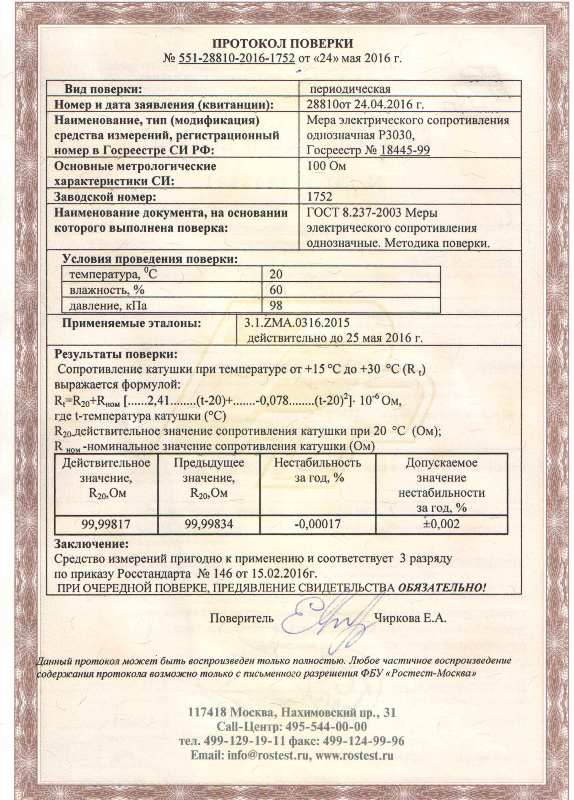 ПРОТОКОЛ ПОВЕРКИ
№ 551-28810-2016-1752 от «24» мая 2016 г.
Вид поверки: периодическая
Номер и дата заявления (квитанции): 28810от 24.04.2016 г.
Наименование, тип (модификация) Мера электрического сопротивления
средства измерений, регистрационный однозначная Р3030,
номер в Госреестре СИ РФ: Госреестр № 18445-99
Основные метрологические 100 Ом
характеристики СИ:
Заводской номер: 1752
Наименование документа, на основании ГОСТ 8.237-2003 Меры
которого выполнена поверка: электрического сопротивления
однозначные. Методика поверки.
Условия проведения поверки:
температура, ⁰С 20
влажность, % 60
давление, кПа 98
Применяемые эталоны: 3.1.ZMA.0316.2015
действительно до 25 мая 2016 г.
Результаты поверки:
Сопротивление катушки при температуре от +15 °С до +30 °С (R t)
выражается формулой:
Rt=R20+Rном [......2,41........(t-20)+.......-0,078........(t-20)²]· 10⁻⁶ Ом,
где t-температура катушки (°С)
R20-действительное значение сопротивления катушки при 20 °С (Ом);
R ном -номинальное значение сопротивления катушки (Ом)
Действительное Предыдущее Нестабильность Допускаемое
значение, значение, за год, % значение
R20,Ом R20,Ом нестабильности
за год, %
99,99817 99,99834 -0,00017 ±0,002
Заключение:
Средство измерений пригодно к применению и соответствует 3 разряду
по приказу Росстандарта № 146 от 15.02.2016г.
ПРИ ОЧЕРЕДНОЙ ПОВЕРКЕ, ПРЕДЯВЛЕНИЕ СВИДЕТЕЛЬСТВА ОБЯЗАТЕЛЬНО!
Поверитель Чиркова Е.А.
Данный протокол может быть воспроизведен только полностью. Любое частичное воспроизведение
содержания протокола возможно только с письменного разрешения ФБУ «Ростест-Москва»
117418 Москва, Нахимовский пр., 31
Call-Центр: 495-544-00-00
тел. 499-129-19-11 факс: 499-124-99-96
Email: info@rostest.ru, www.rostest.ru